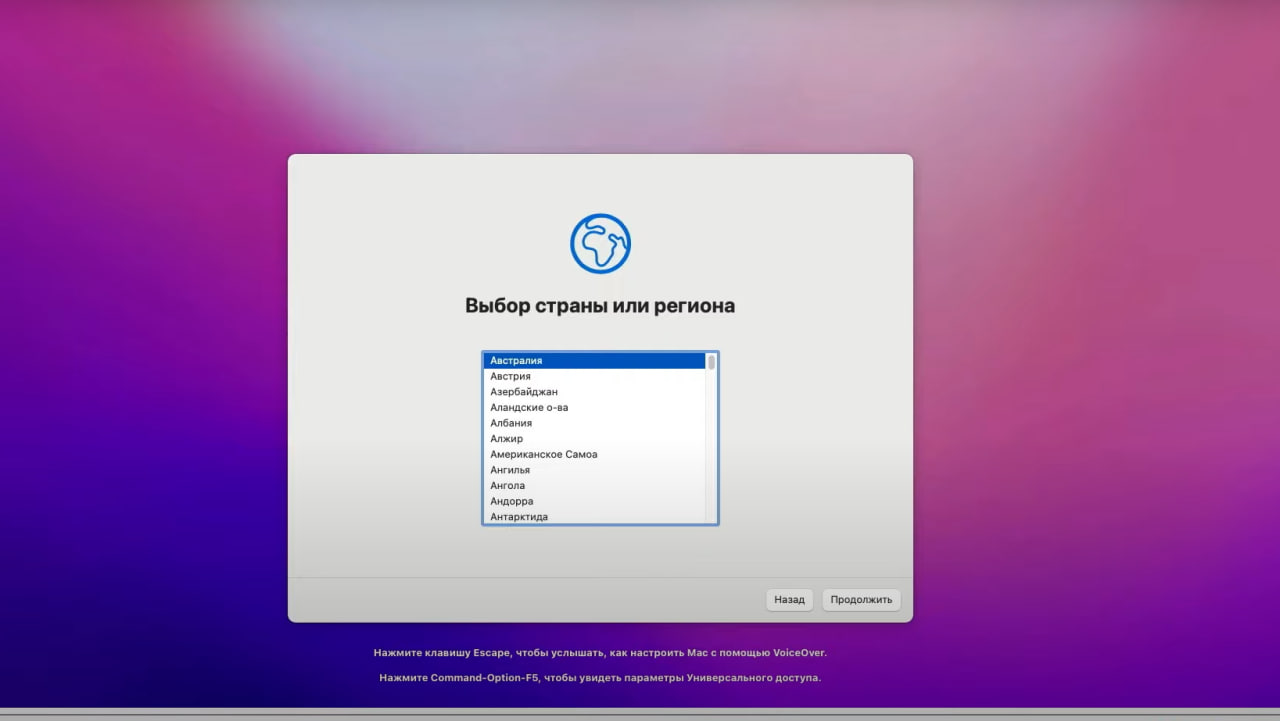 Выбор страны или региона
Австралия
Австрия
Азербайджан
Аландские о-ва
Албания
Алжир
Американское Самоа
Ангилья
Ангола
Андорра
Антарктида
Назад
Продолжить
Нажмите клавишу Escape, чтобы услышать, как настроить Mac с помощью VoiceOver.
Нажмите Command-Option-F5, чтобы увидеть параметры Универсального доступа.